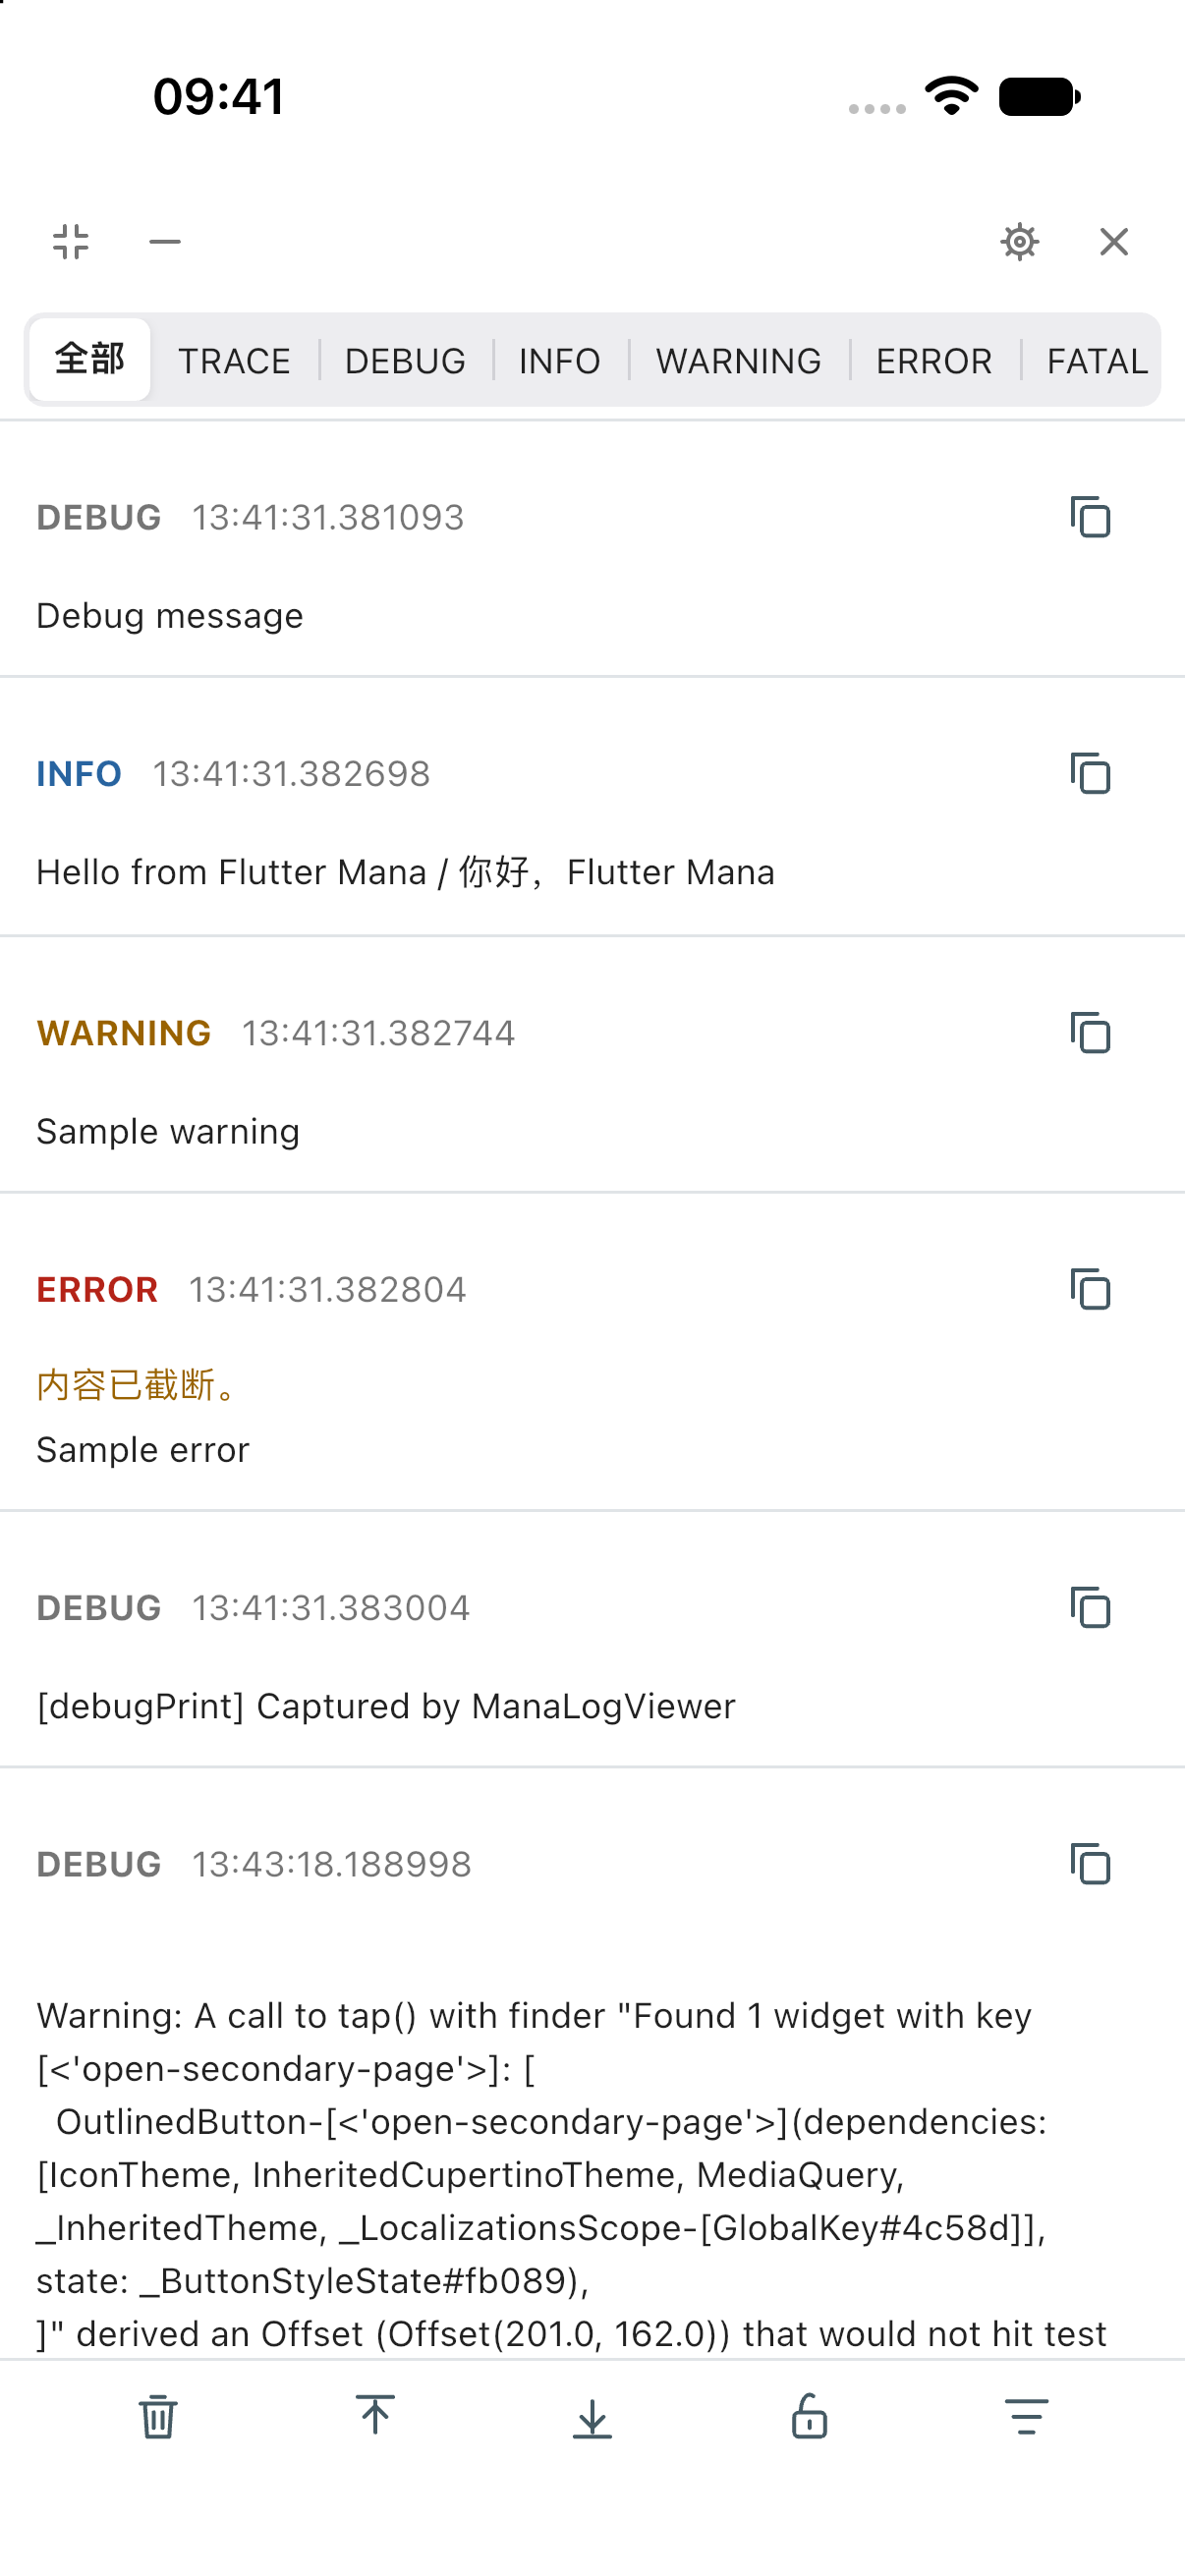 09:41
全部 TRACE DEBUG INFO WARNING ERROR FATAL
DEBUG 13:41:31.381093
Debug message
INFO 13:41:31.382698
Hello from Flutter Mana / 你好，Flutter Mana
WARNING 13:41:31.382744
Sample warning
ERROR 13:41:31.382804
内容已截断。
Sample error
DEBUG 13:41:31.383004
[debugPrint] Captured by ManaLogViewer
DEBUG 13:43:18.188998
Warning: A call to tap() with finder "Found 1 widget with key
[<'open-secondary-page'>]: [
OutlinedButton-[<'open-secondary-page'>](dependencies:
[IconTheme, InheritedCupertinoTheme, MediaQuery,
_InheritedTheme, _LocalizationsScope-[GlobalKey#4c58d]],
state: _ButtonStyleState#fb089),
]" derived an Offset (Offset(201.0, 162.0)) that would not hit test